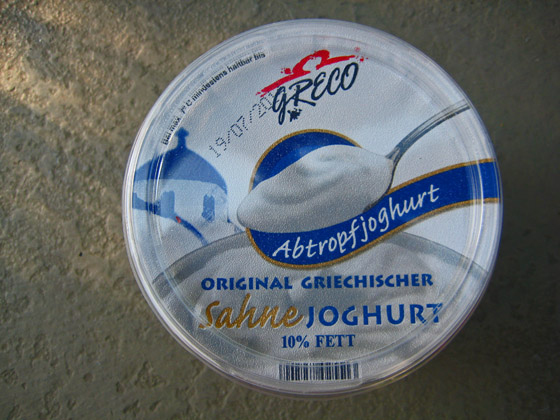 mindestens haltbar bis
19/07/20
GRECO
Abtropfjoghurt
ORIGINAL GRIECHISCHER
Sahne JOGHURT
10% FETT